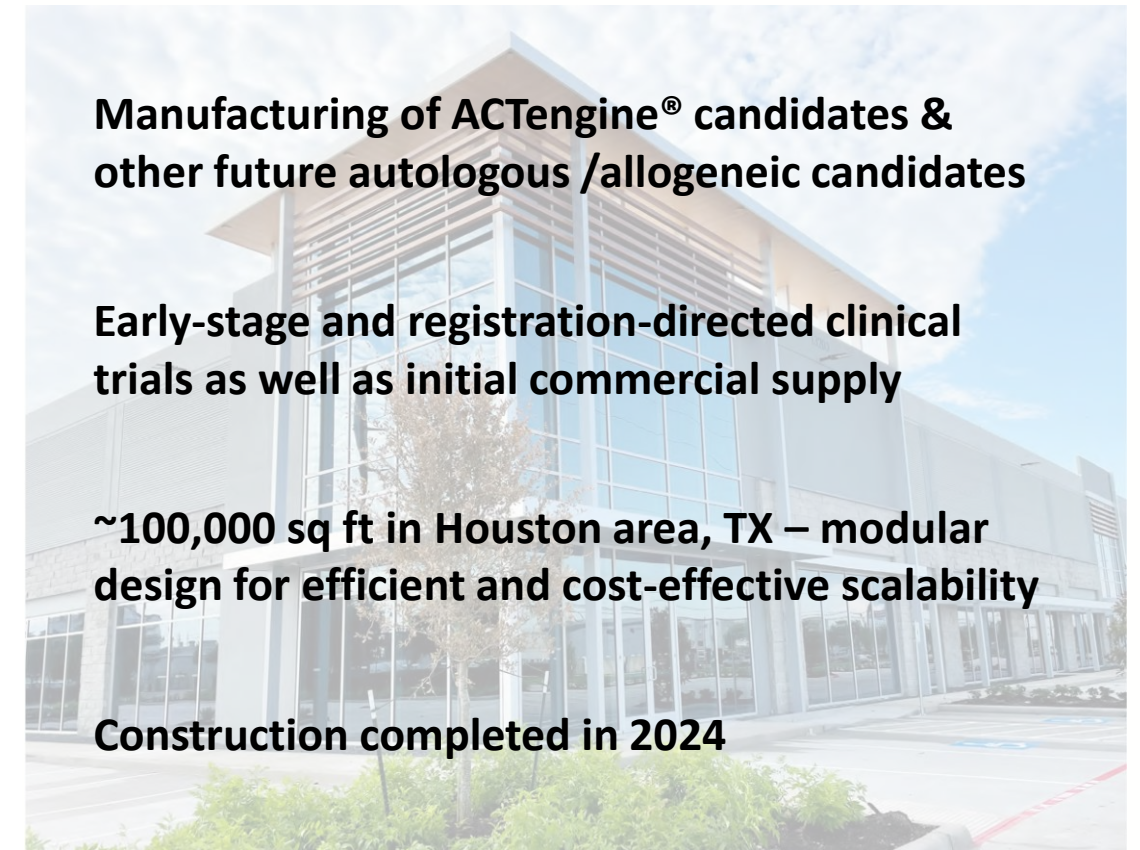 Manufacturing of ACTengine® candidates &
other future autologous /allogeneic candidates
Early-stage and registration-directed clinical
trials as well as initial commercial supply
~100,000 sq ft in Houston area, TX – modular
design for efficient and cost-effective scalability
Construction completed in 2024